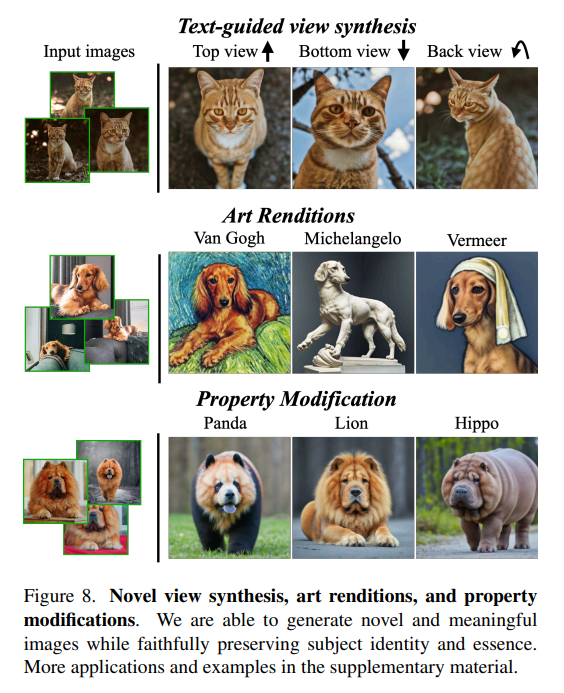 Text-guided view synthesis
Input images
Top view
Bottom view
Back view
Art Renditions
Van Gogh
Michelangelo
Vermeer
Property Modification
Panda
Lion
Hippo
Figure 8. Novel view synthesis, art renditions, and property
modifications. We are able to generate novel and meaningful
images while faithfully preserving subject identity and essence.
More applications and examples in the supplementary material.